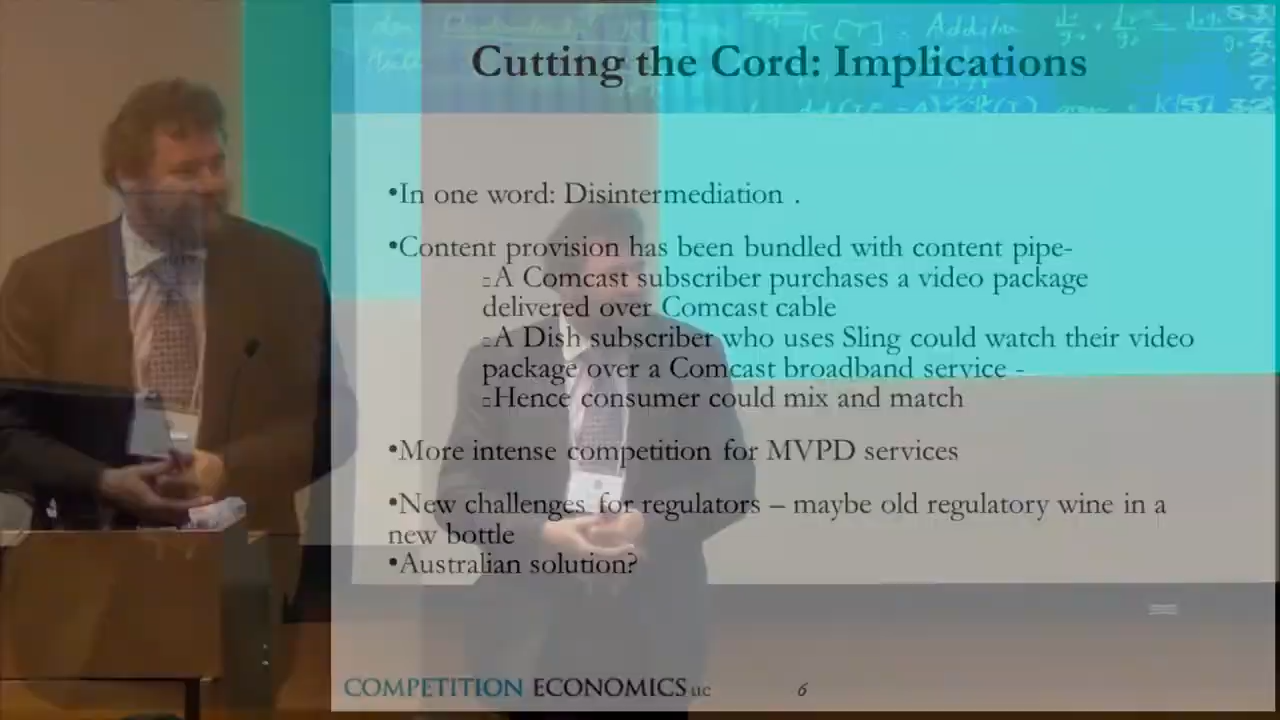 Cutting the Cord: Implications
•In one word: Disintermediation .
•Content provision has been bundled with content pipe-
A Comcast subscriber purchases a video package
delivered over Comcast cable
A Dish subscriber who uses Sling could watch their video
package over a Comcast broadband service -
Hence consumer could mix and match
•More intense competition for MVPD services
•New challenges for regulators – maybe old regulatory wine in a
new bottle
•Australian solution?
COMPETITION ECONOMICS LLC
6